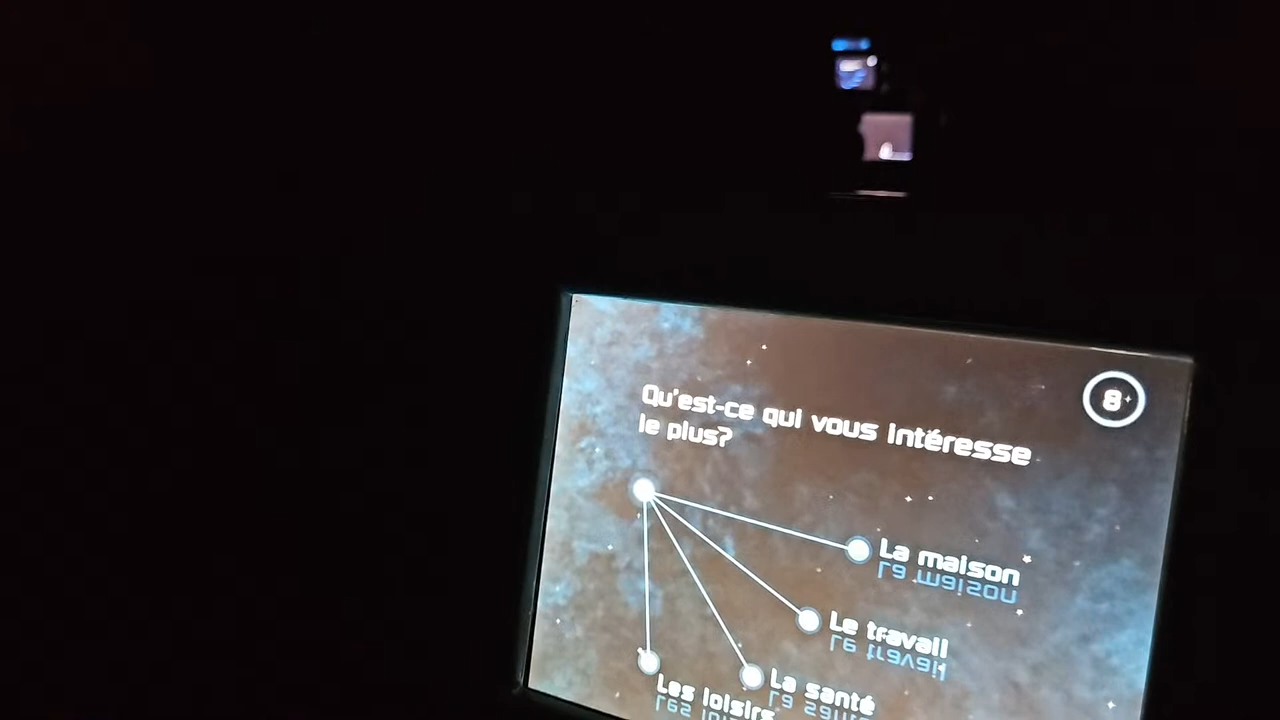 8
Qu'est-ce qui vous intéresse
le plus?
La maison
Le travail
La santé
Les loisirs